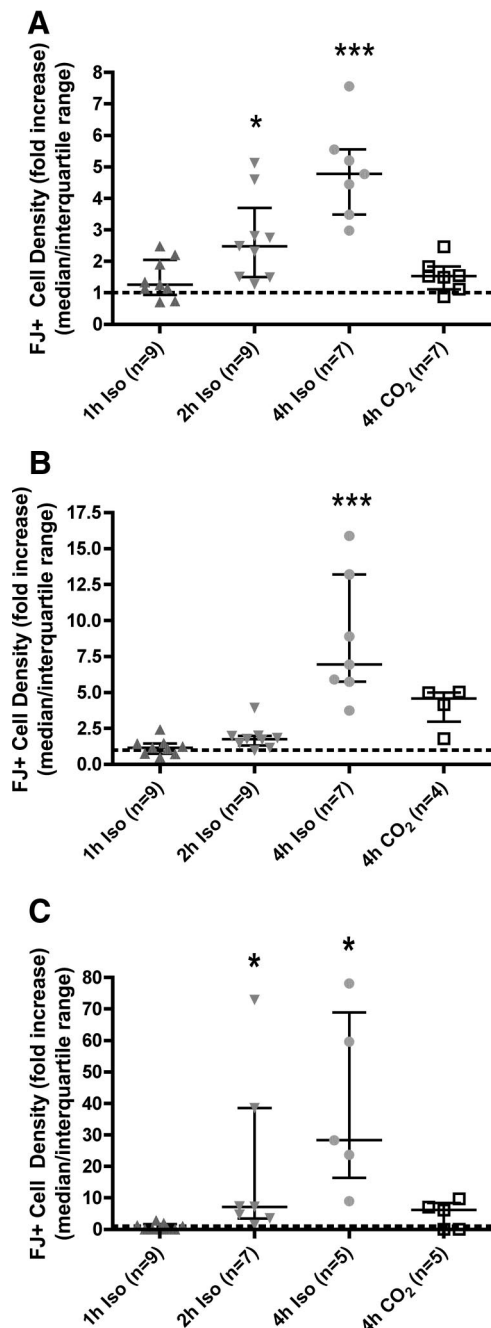 A
***
*
FJ+ Cell Density (fold increase)
(median/interquartile range)
8
7
6
5
4
3
2
1
0
1h Iso (n=9)
2h Iso (n=9)
4h Iso (n=7)
4h CO₂ (n=7)
B
***
FJ+ Cell Density (fold increase)
(median/interquartile range)
17.5
15.0
12.5
10.0
7.5
5.0
2.5
0.0
1h Iso (n=9)
2h Iso (n=9)
4h Iso (n=7)
4h CO₂ (n=4)
C
*
*
FJ+ Cell Density (fold increase)
(median/interquartile range)
80
70
60
50
40
30
20
10
0
1h Iso (n=9)
2h Iso (n=7)
4h Iso (n=5)
4h CO₂ (n=5)